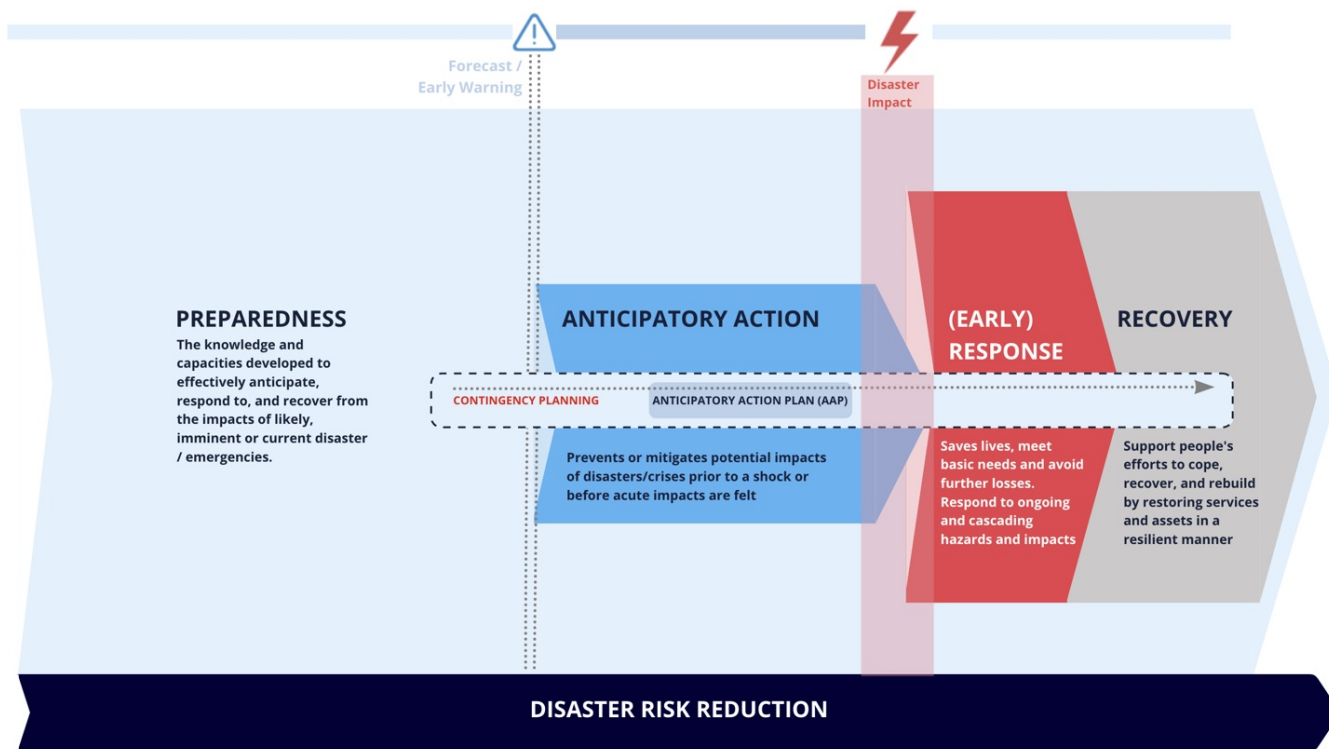 Forecast /
Early Warning
Disaster
Impact
PREPAREDNESS
The knowledge and
capacities developed to
effectively anticipate,
respond to, and recover from
the impacts of likely,
imminent or current disaster
/ emergencies.
ANTICIPATORY ACTION
(EARLY)
RESPONSE
RECOVERY
CONTINGENCY PLANNING
ANTICIPATORY ACTION PLAN (AAP)
Prevents or mitigates potential impacts
of disasters/crises prior to a shock or
before acute impacts are felt
Saves lives, meet
basic needs and avoid
further losses.
Respond to ongoing
and cascading
hazards and impacts
Support people's
efforts to cope,
recover, and rebuild
by restoring services
and assets in a
resilient manner
DISASTER RISK REDUCTION